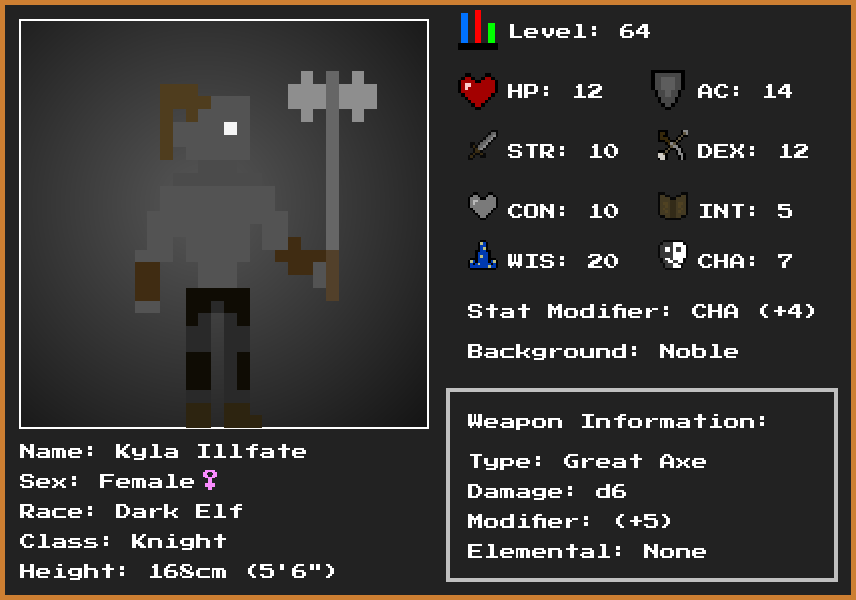 Level: 64
HP: 12 AC: 14
STR: 10 DEX: 12
CON: 10 INT: 5
WIS: 20 CHA: 7
Stat Modifier: CHA (+4)
Background: Noble
Weapon Information:
Type: Great Axe
Damage: d6
Modifier: (+5)
Elemental: None
Name: Kyla Illfate
Sex: Female♀
Race: Dark Elf
Class: Knight
Height: 168cm (5'6")